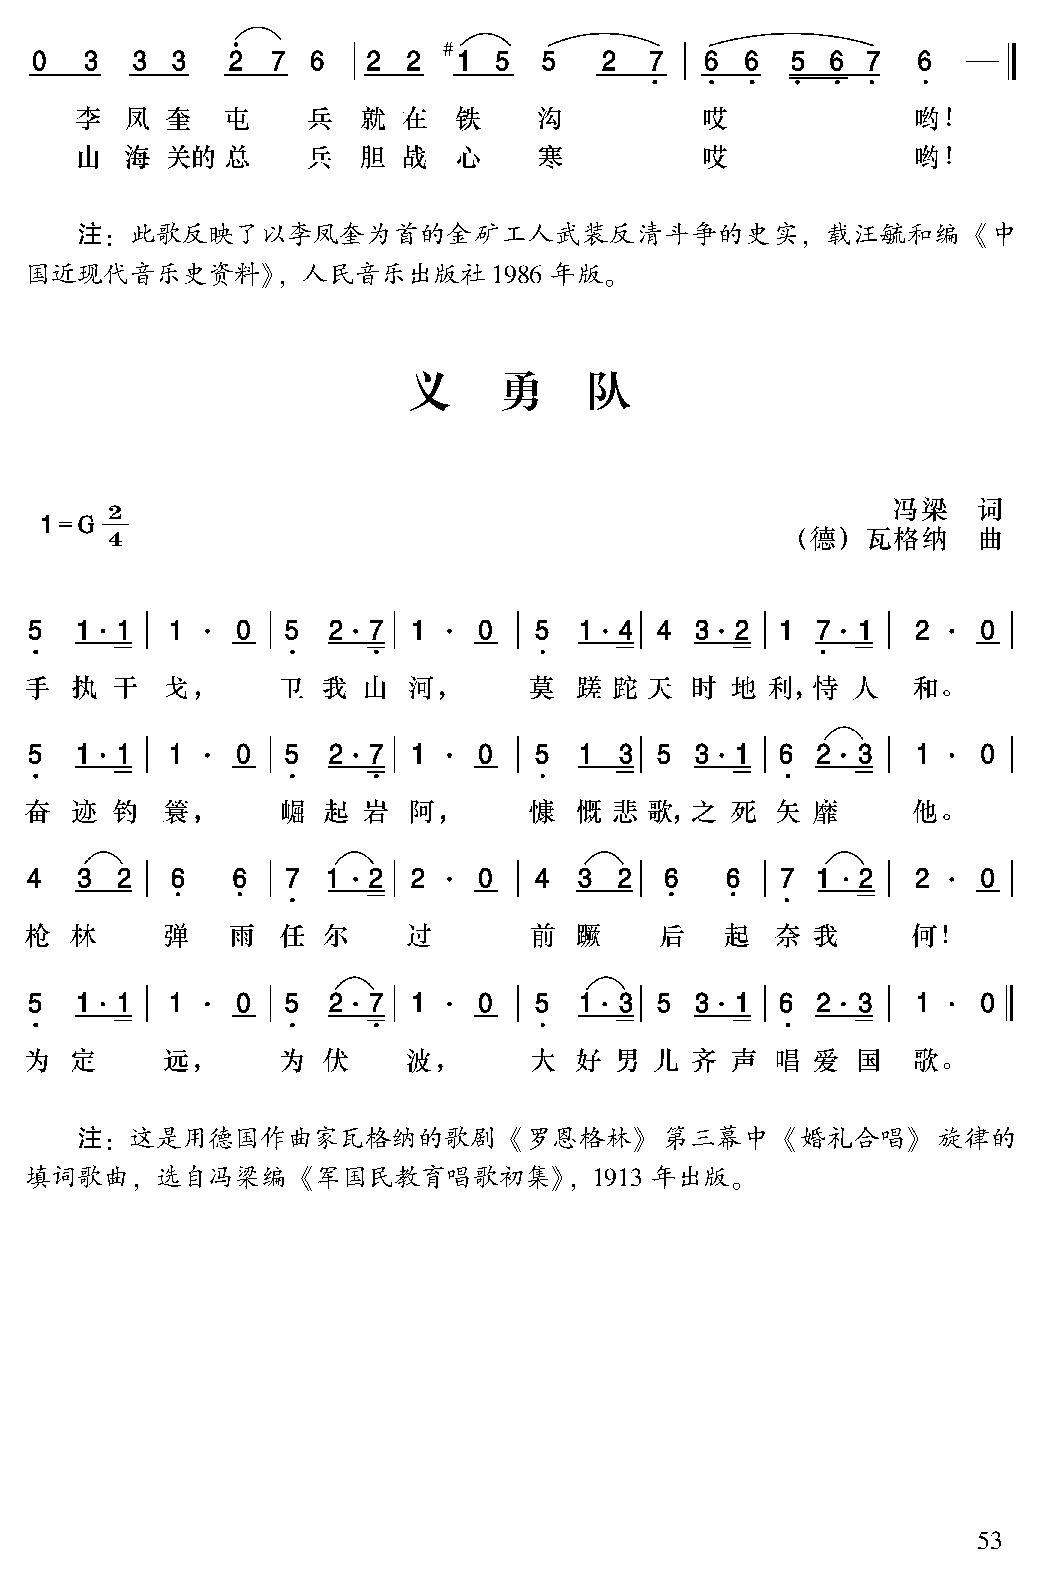 0 3 3 3 2 7 6 | 2 2 #1 5 5 2 7 | 6 6 5 6 7 6 — ‖
李 凤 奎 屯 兵 就 在 铁 沟 哎 哟！
山 海 关的 总 兵 胆 战 心 寒 哎 哟！
注：此歌反映了以李凤奎为首的金矿工人武装反清斗争的史实，载汪毓和编《中
国近现代音乐史资料》，人民音乐出版社1986 年版。
义 勇 队
1=G 2/4
冯梁 词
（德）瓦格纳 曲
5 1·1 | 1 · 0 | 5 2·7 | 1 · 0 | 5 1·4 | 4 3·2 | 1 7·1 | 2 · 0 |
手 执 干 戈， 卫 我 山 河， 莫 蹉 跎 天 时 地 利，恃 人 和。
5 1·1 | 1 · 0 | 5 2·7 | 1 · 0 | 5 1 3 | 5 3·1 | 6 2·3 | 1 · 0 |
奋 迹 钓 簑， 崛 起 岩 阿， 慷 慨 悲 歌，之 死 矢 靡 他。
4 3 2 | 6 6 | 7 1·2 | 2 · 0 | 4 3 2 | 6 6 | 7 1·2 | 2 · 0 |
枪 林 弹 雨 任 尔 过 前 蹶 后 起 奈 我 何！
5 1·1 | 1 · 0 | 5 2·7 | 1 · 0 | 5 1·3 | 5 3·1 | 6 2·3 | 1 · 0 ‖
为 定 远， 为 伏 波， 大 好 男 儿 齐 声 唱 爱 国 歌。
注：这是用德国作曲家瓦格纳的歌剧《罗恩格林》第三幕中《婚礼合唱》旋律的
填词歌曲，选自冯梁编《军国民教育唱歌初集》，1913 年出版。
53